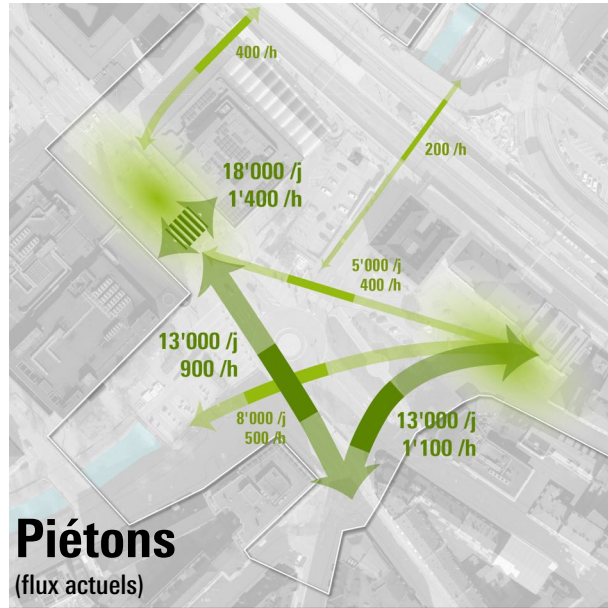 400 /h
200 /h
18'000 /j
1'400 /h
5'000 /j
400 /h
13'000 /j
900 /h
8'000 /j
500 /h
13'000 /j
1'100 /h
Piétons
(flux actuels)